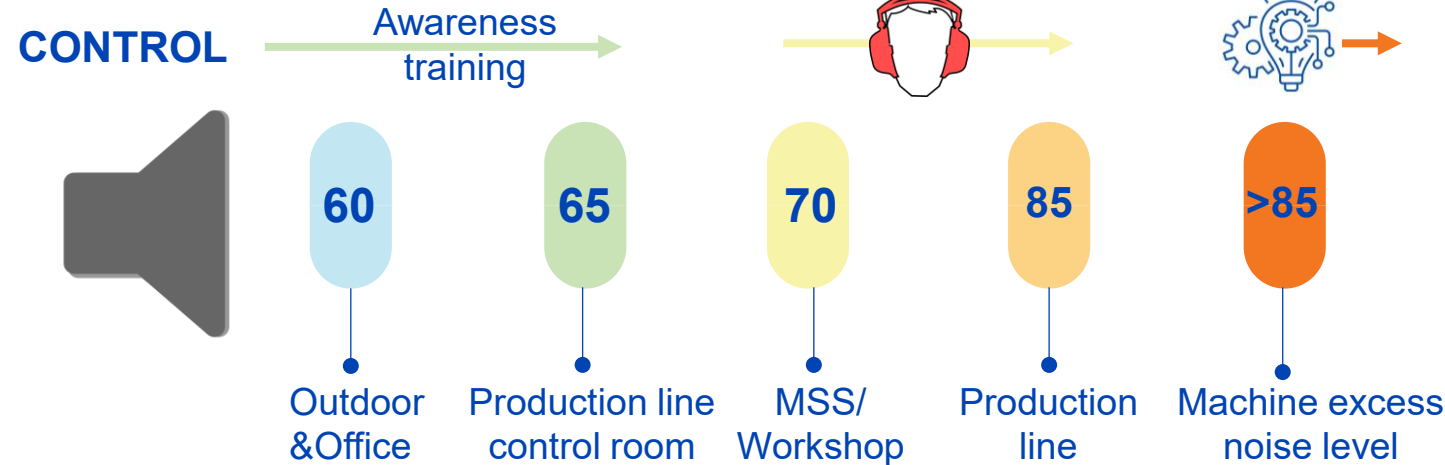 CONTROL
Awareness
training
60
65
70
85
>85
Outdoor
&Office
Production line
control room
MSS/
Workshop
Production
line
Machine excess
noise level